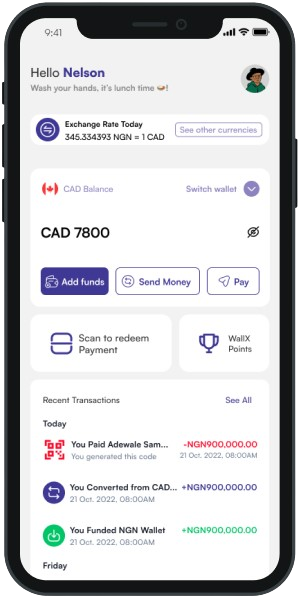 9:41
Hello Nelson
Wash your hands, it's lunch time 🥪!
Exchange Rate Today
345.334393 NGN = 1 CAD
See other currencies
CAD Balance
Switch wallet
CAD 7800
Add funds
Send Money
Pay
Scan to redeem
Payment
WallX
Points
Recent Transactions
See All
Today
You Paid Adewale Sam...
-NGN900,000.00
You generated this code
21 Oct. 2022, 08:00AM
You Converted from CAD...
+NGN900,000.00
21 Oct. 2022, 08:00AM
You Funded NGN Wallet
+NGN900,000.00
21 Oct. 2022, 08:00AM
Friday